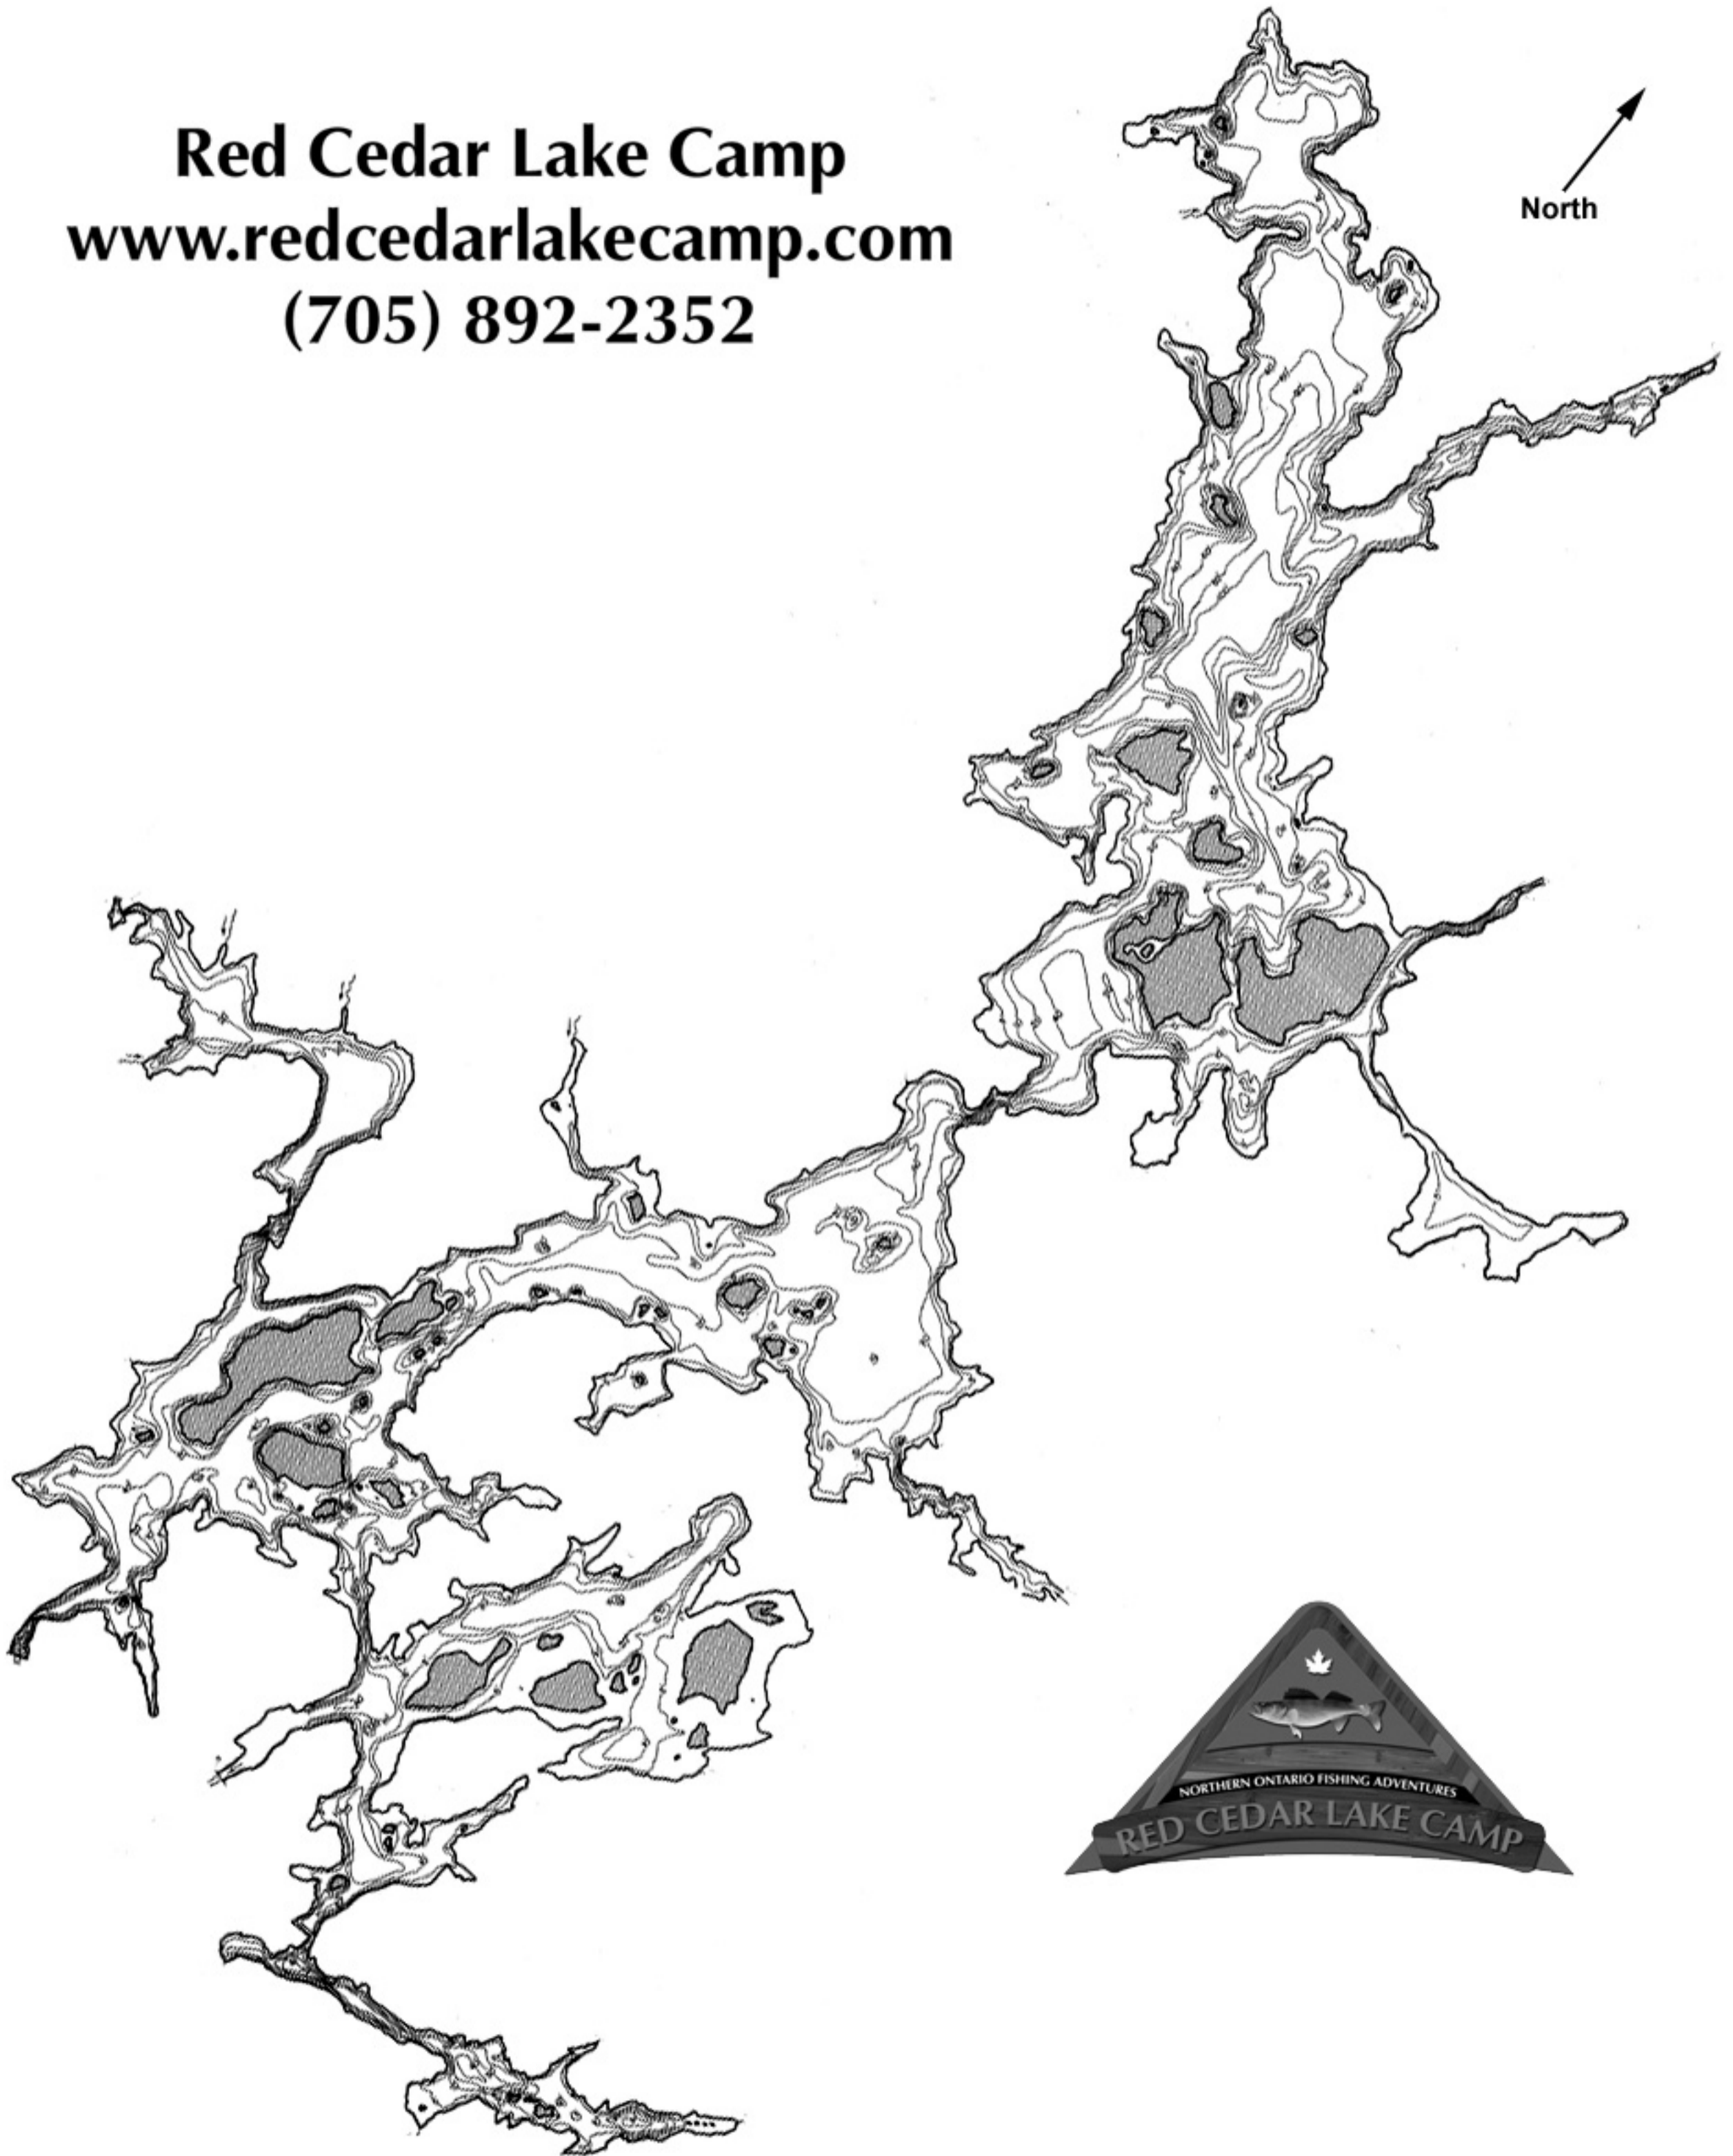 Red Cedar Lake Camp
www.redcedarlakecamp.com
(705) 892-2352
North
NORTHERN ONTARIO FISHING ADVENTURES
RED CEDAR LAKE CAMP